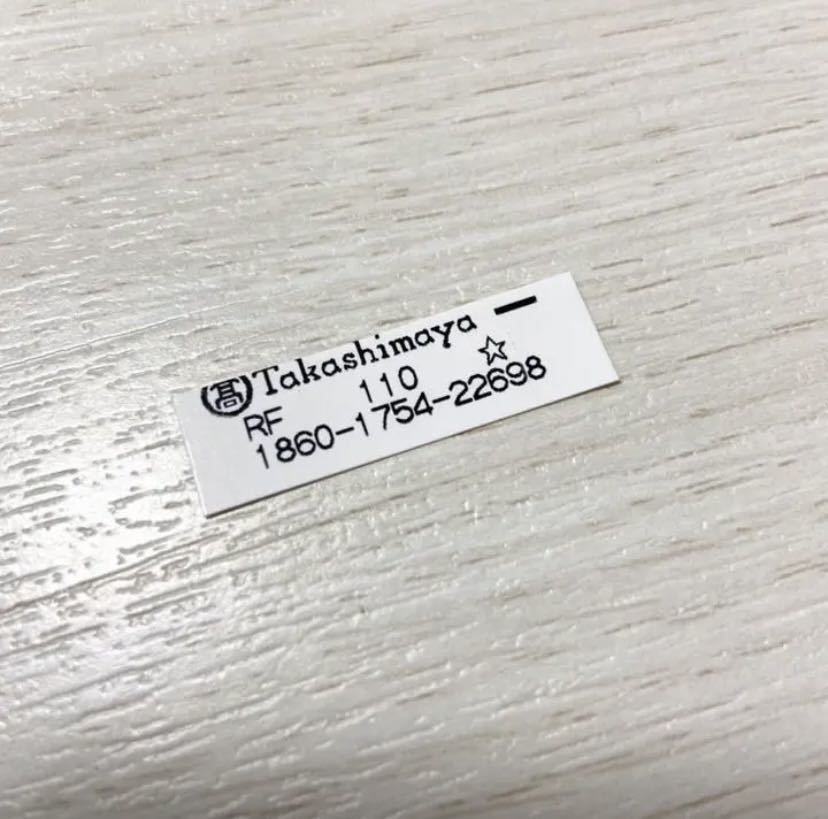 髙 Takashimaya
RF 110 ☆
1860-1754-22698